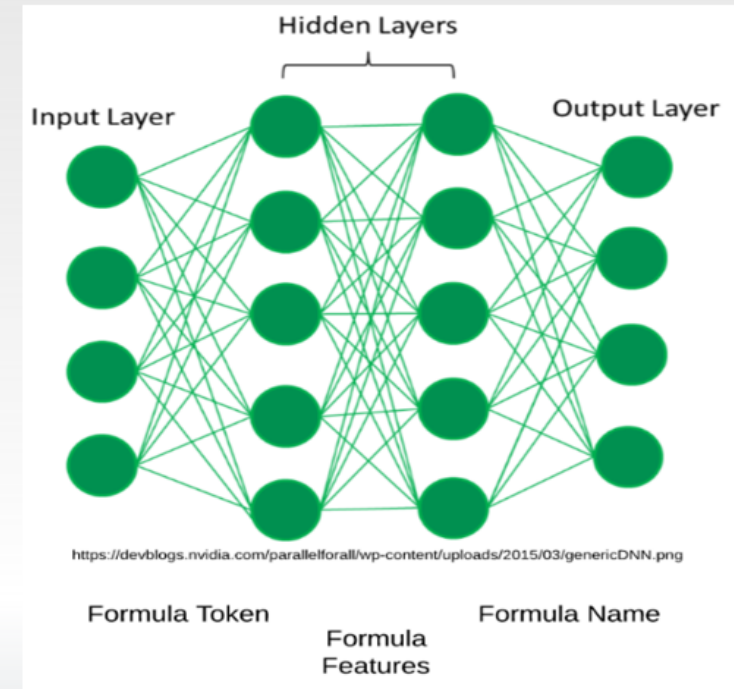 Hidden Layers
Input Layer
Output Layer
https://devblogs.nvidia.com/parallelforall/wp-content/uploads/2015/03/genericDNN.png
Formula Token
Formula Name
Formula
Features